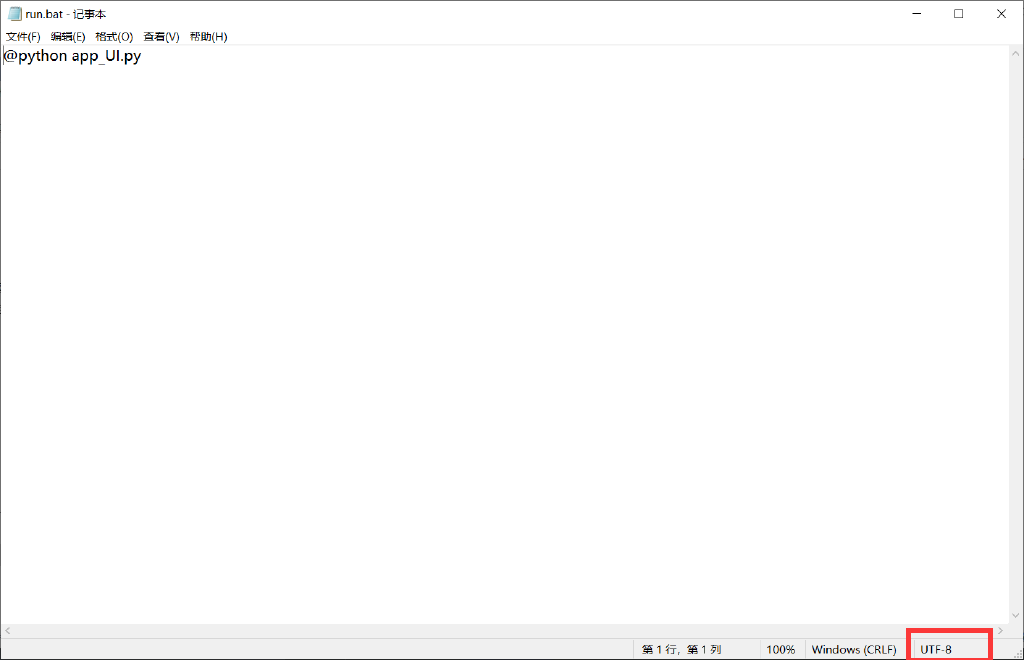 run.bat - 记事本
文件(F) 编辑(E) 格式(O) 查看(V) 帮助(H)
@python app_UI.py
第 1 行，第 1 列 100% Windows (CRLF) UTF-8